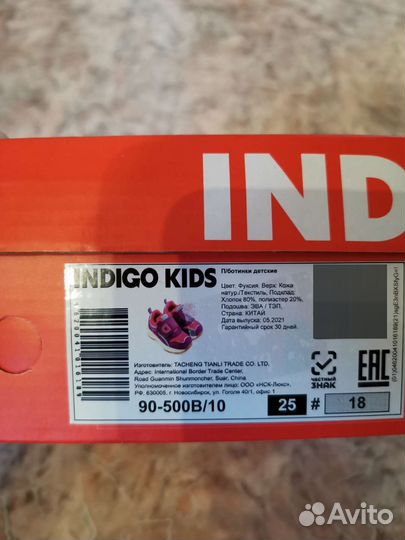 IND
INDIGO KIDS
П/ботинки детские
Цвет: Фуксия. Верх: Кожа
натур./Текстиль, Подклад:
Хлопок 80%, полиэстер 20%,
Подошва: ЭВА / ТЭП.
Страна: КИТАЙ
Дата выпуска: 05.2021
Гарантийный срок 30 дней.
Изготовитель: TACHENG TIANLI TRADE CO. LTD.
Адрес: International Border Trade Center,
Road Guanmin Shunmoncher, Suar, China
Уполномоченное изготовителем лицо: ООО «НСК-Люкс»,
РФ, 630005, г. Новосибирск, ул. Гоголя 40/1, офис 1
ЧЕСТНЫЙ
ЗНАК
EAC
90-500B/10
25 # 18
Avito